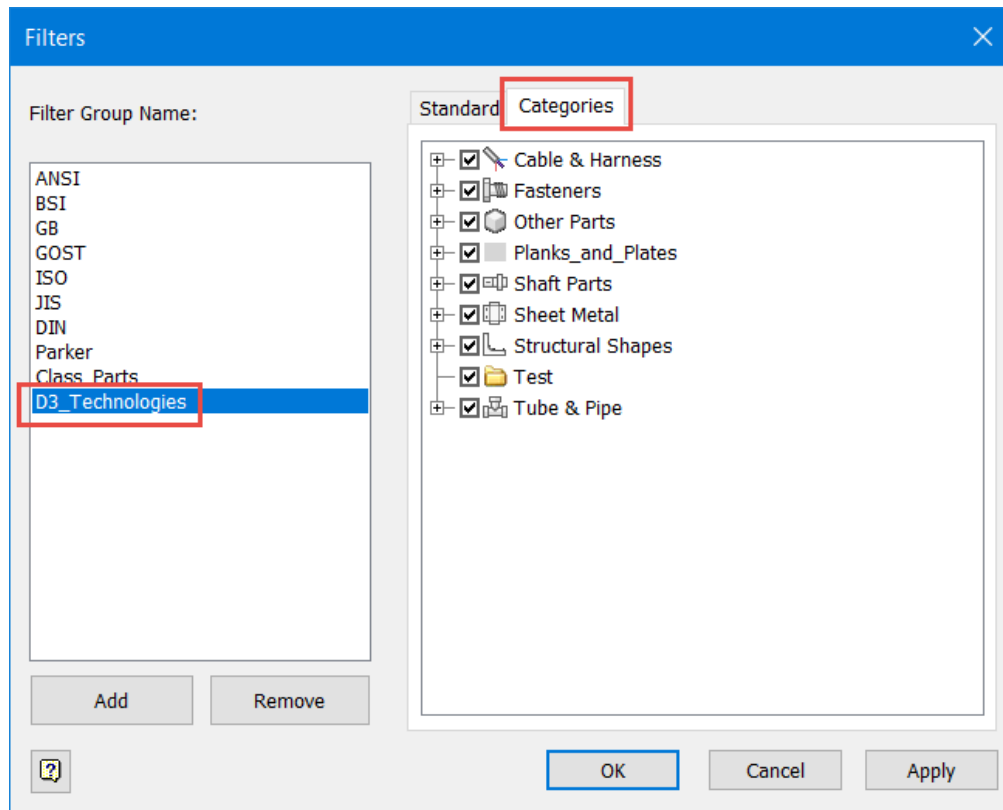 Filters
Filter Group Name:
ANSI
BSI
GB
GOST
ISO
JIS
DIN
Parker
Class_Parts
D3_Technologies
Add
Remove
Standard
Categories
Cable & Harness
Fasteners
Other Parts
Planks_and_Plates
Shaft Parts
Sheet Metal
Structural Shapes
Test
Tube & Pipe
?
OK
Cancel
Apply